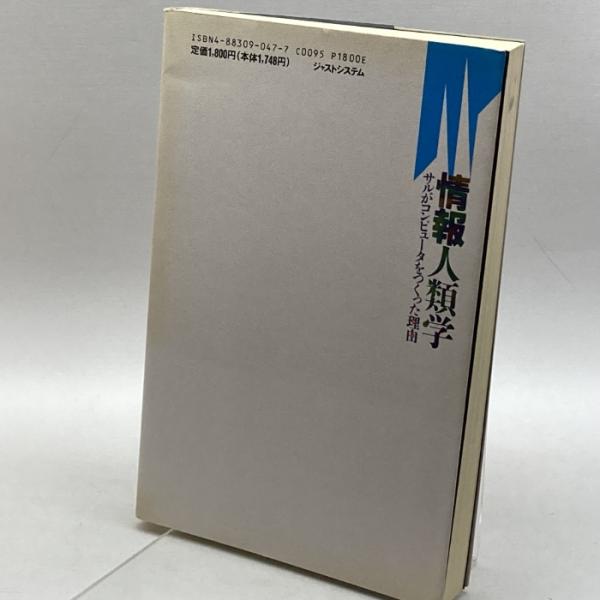 ISBN4-88309-047-7 C0095 P1800E
定価1,800円(本体1,748円) ジャストシステム
情報人類学
サルがコンピュータをつくった理由